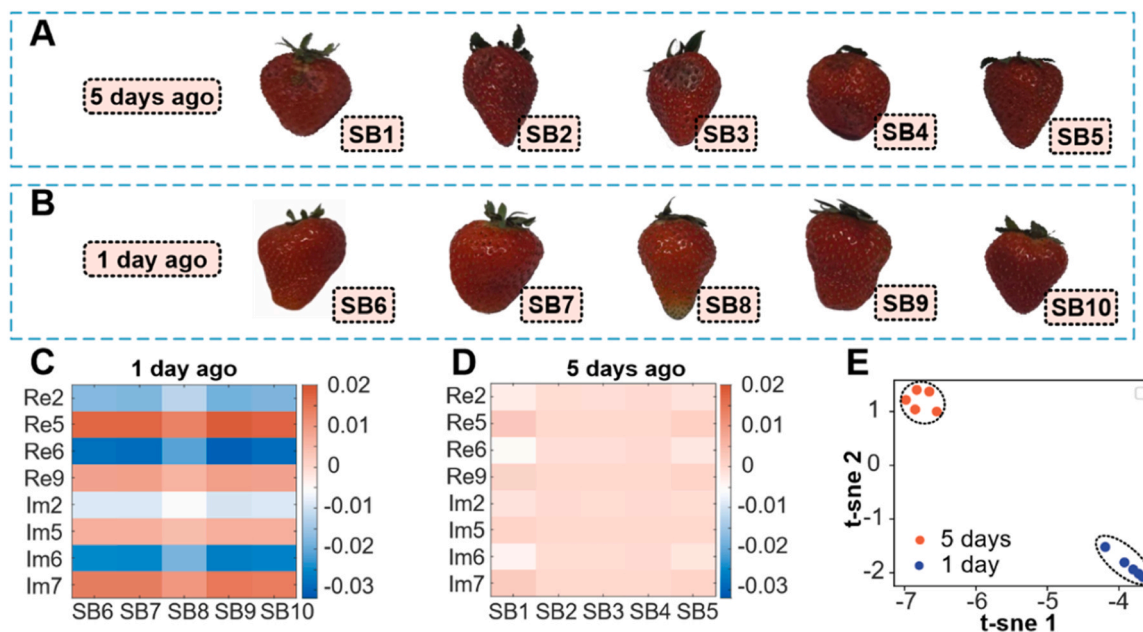 A
5 days ago
SB1
SB2
SB3
SB4
SB5
B
1 day ago
SB6
SB7
SB8
SB9
SB10
C
1 day ago
Re2
Re5
Re6
Re9
Im2
Im5
Im6
Im7
SB6 SB7 SB8 SB9 SB10
0.02
0.01
0
-0.01
-0.02
-0.03
D
5 days ago
Re2
Re5
Re6
Re9
Im2
Im5
Im6
Im7
SB1 SB2 SB3 SB4 SB5
0.02
0.01
0
-0.01
-0.02
-0.03
E
t-sne 2
1
0
-1
-2
5 days
1 day
-7 -6 -5 -4
t-sne 1